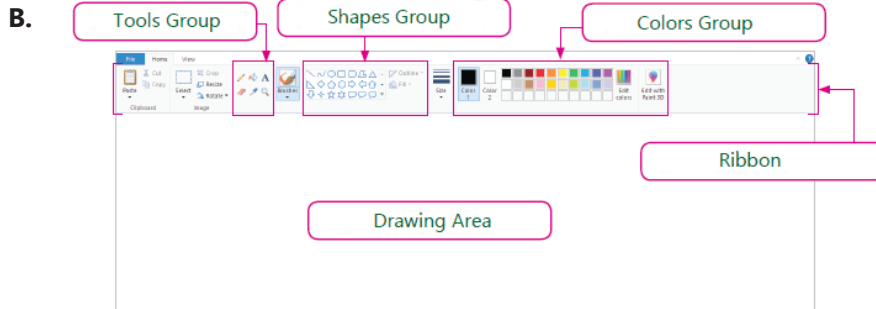 B.
Tools Group
Shapes Group
Colors Group
File Home View
Cut
Copy
Paste
Clipboard
Select
Crop
Resize
Rotate
Image
A
Brushes
Outline
Fill
Size
Color 1
Color 2
Edit colors
Edit with Paint 3D
Ribbon
Drawing Area